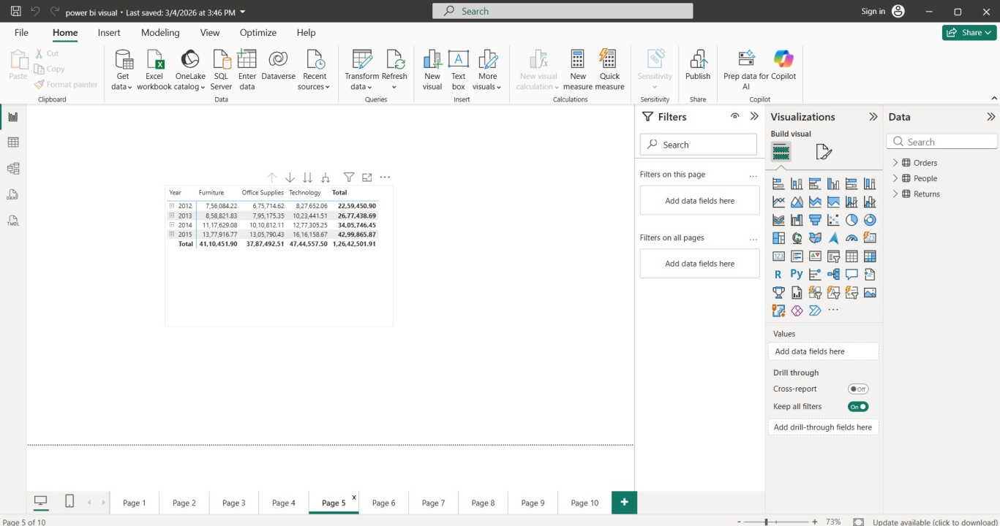 power bi visual • Last saved: 3/4/2026 at 3:46 PM
Search
Sign in
File Home Insert Modeling View Optimize Help
Share
Paste
Cut
Copy
Format painter
Clipboard
Get data
Excel workbook
OneLake catalog
SQL Server
Enter data
Dataverse
Recent sources
Data
Transform data
Refresh
Queries
New visual
Text box
More visuals
Insert
New visual calculation
New measure
Quick measure
Calculations
Sensitivity
Sensitivity
Publish
Share
Prep data for AI
Copilot
Copilot
DAX
TMDL
Year Furniture Office Supplies Technology Total
2012 7,56,084.22 6,75,714.62 8,27,652.06 22,59,450.90
2013 8,58,821.83 7,95,175.35 10,23,441.51 26,77,438.69
2014 11,17,629.08 10,10,812.11 12,77,305.25 34,05,746.45
2015 13,77,916.77 13,05,790.43 16,16,158.67 42,99,865.87
Total 41,10,451.90 37,87,492.51 47,44,557.50 1,26,42,501.91
Filters
Search
Filters on this page
Add data fields here
Filters on all pages
Add data fields here
Visualizations
Build visual
123
R Py
Values
Add data fields here
Drill through
Cross-report Off
Keep all filters On
Add drill-through fields here
Data
Search
Orders
People
Returns
Page 1 Page 2 Page 3 Page 4 Page 5 x Page 6 Page 7 Page 8 Page 9 Page 10 +
Page 5 of 10
- + 73%
Update available (click to download)